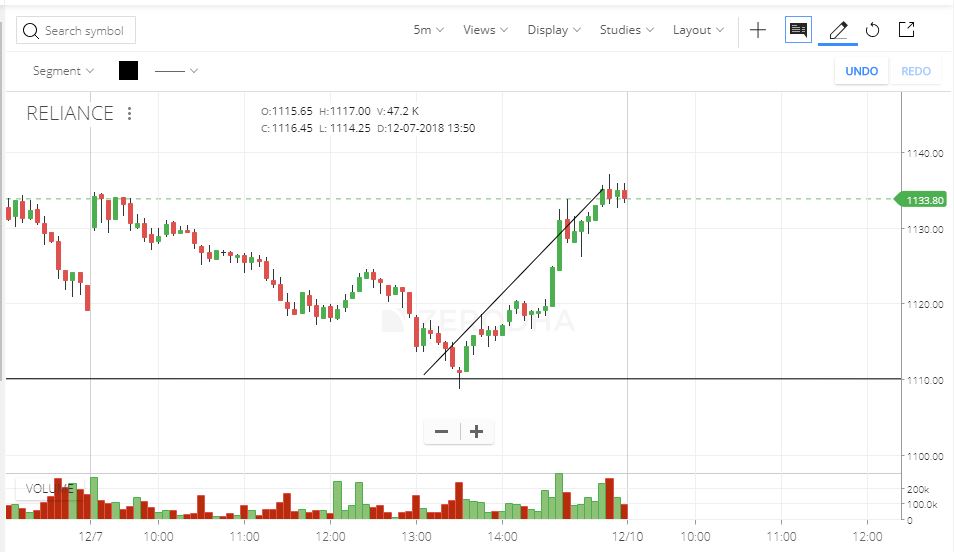 Search symbol
5m Views Display Studies Layout
Segment UNDO REDO
RELIANCE O:1115.65 H:1117.00 V:47.2 K
C:1116.45 L: 1114.25 D:12-07-2018 13:50
1140.00
1133.80
1130.00
1120.00
ZERODHA
1110.00
1100.00
VOLUME
200k
100.0k
0
12/7 10:00 11:00 12:00 13:00 14:00 12/10 10:00 11:00 12:00